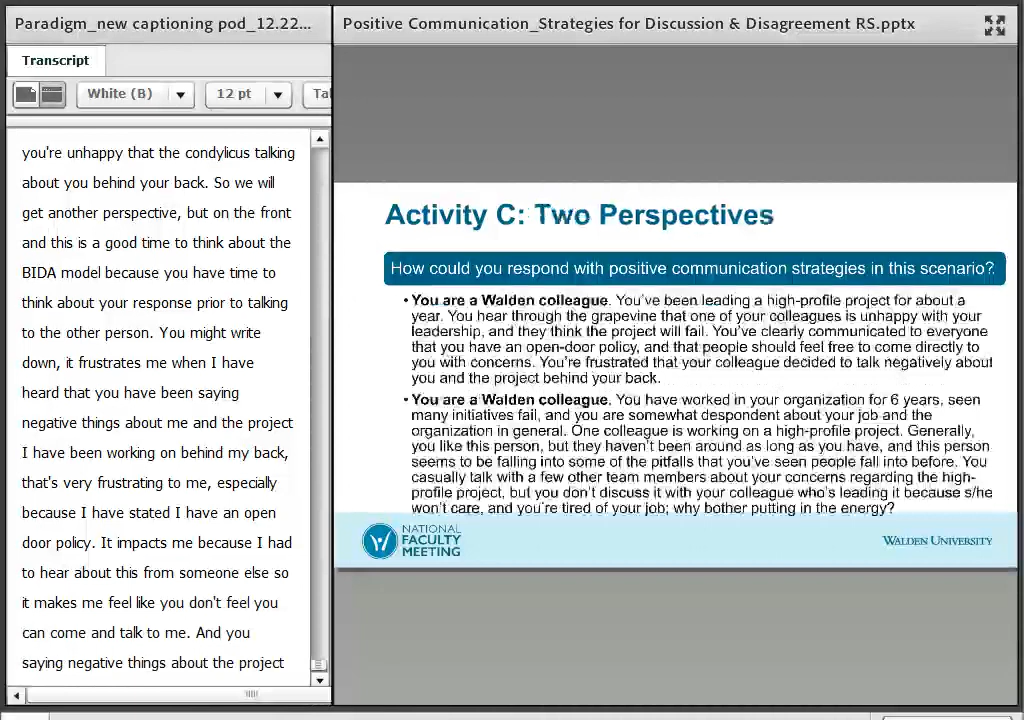 Paradigm_new captioning pod_12.22...
Positive Communication_Strategies for Discussion & Disagreement RS.pptx
Transcript
White (B)
12 pt
Ta
you're unhappy that the condylicus talking
about you behind your back. So we will
get another perspective, but on the front
and this is a good time to think about the
BIDA model because you have time to
think about your response prior to talking
to the other person. You might write
down, it frustrates me when I have
heard that you have been saying
negative things about me and the project
I have been working on behind my back,
that's very frustrating to me, especially
because I have stated I have an open
door policy. It impacts me because I had
to hear about this from someone else so
it makes me feel like you don't feel you
can come and talk to me. And you
saying negative things about the project
Activity C: Two Perspectives
How could you respond with positive communication strategies in this scenario?
• You are a Walden colleague. You've been leading a high-profile project for about a
year. You hear through the grapevine that one of your colleagues is unhappy with your
leadership, and they think the project will fail. You've clearly communicated to everyone
that you have an open-door policy, and that people should feel free to come directly to
you with concerns. You're frustrated that your colleague decided to talk negatively about
you and the project behind your back.
• You are a Walden colleague. You have worked in your organization for 6 years, seen
many initiatives fail, and you are somewhat despondent about your job and the
organization in general. One colleague is working on a high-profile project. Generally,
you like this person, but they haven't been around as long as you have, and this person
seems to be falling into some of the pitfalls that you've seen people fall into before. You
casually talk with a few other team members about your concerns regarding the high-
profile project, but you don't discuss it with your colleague who's leading it because s/he
won't care, and you're tired of your job; why bother putting in the energy?
NATIONAL
FACULTY
MEETING
WALDEN UNIVERSITY